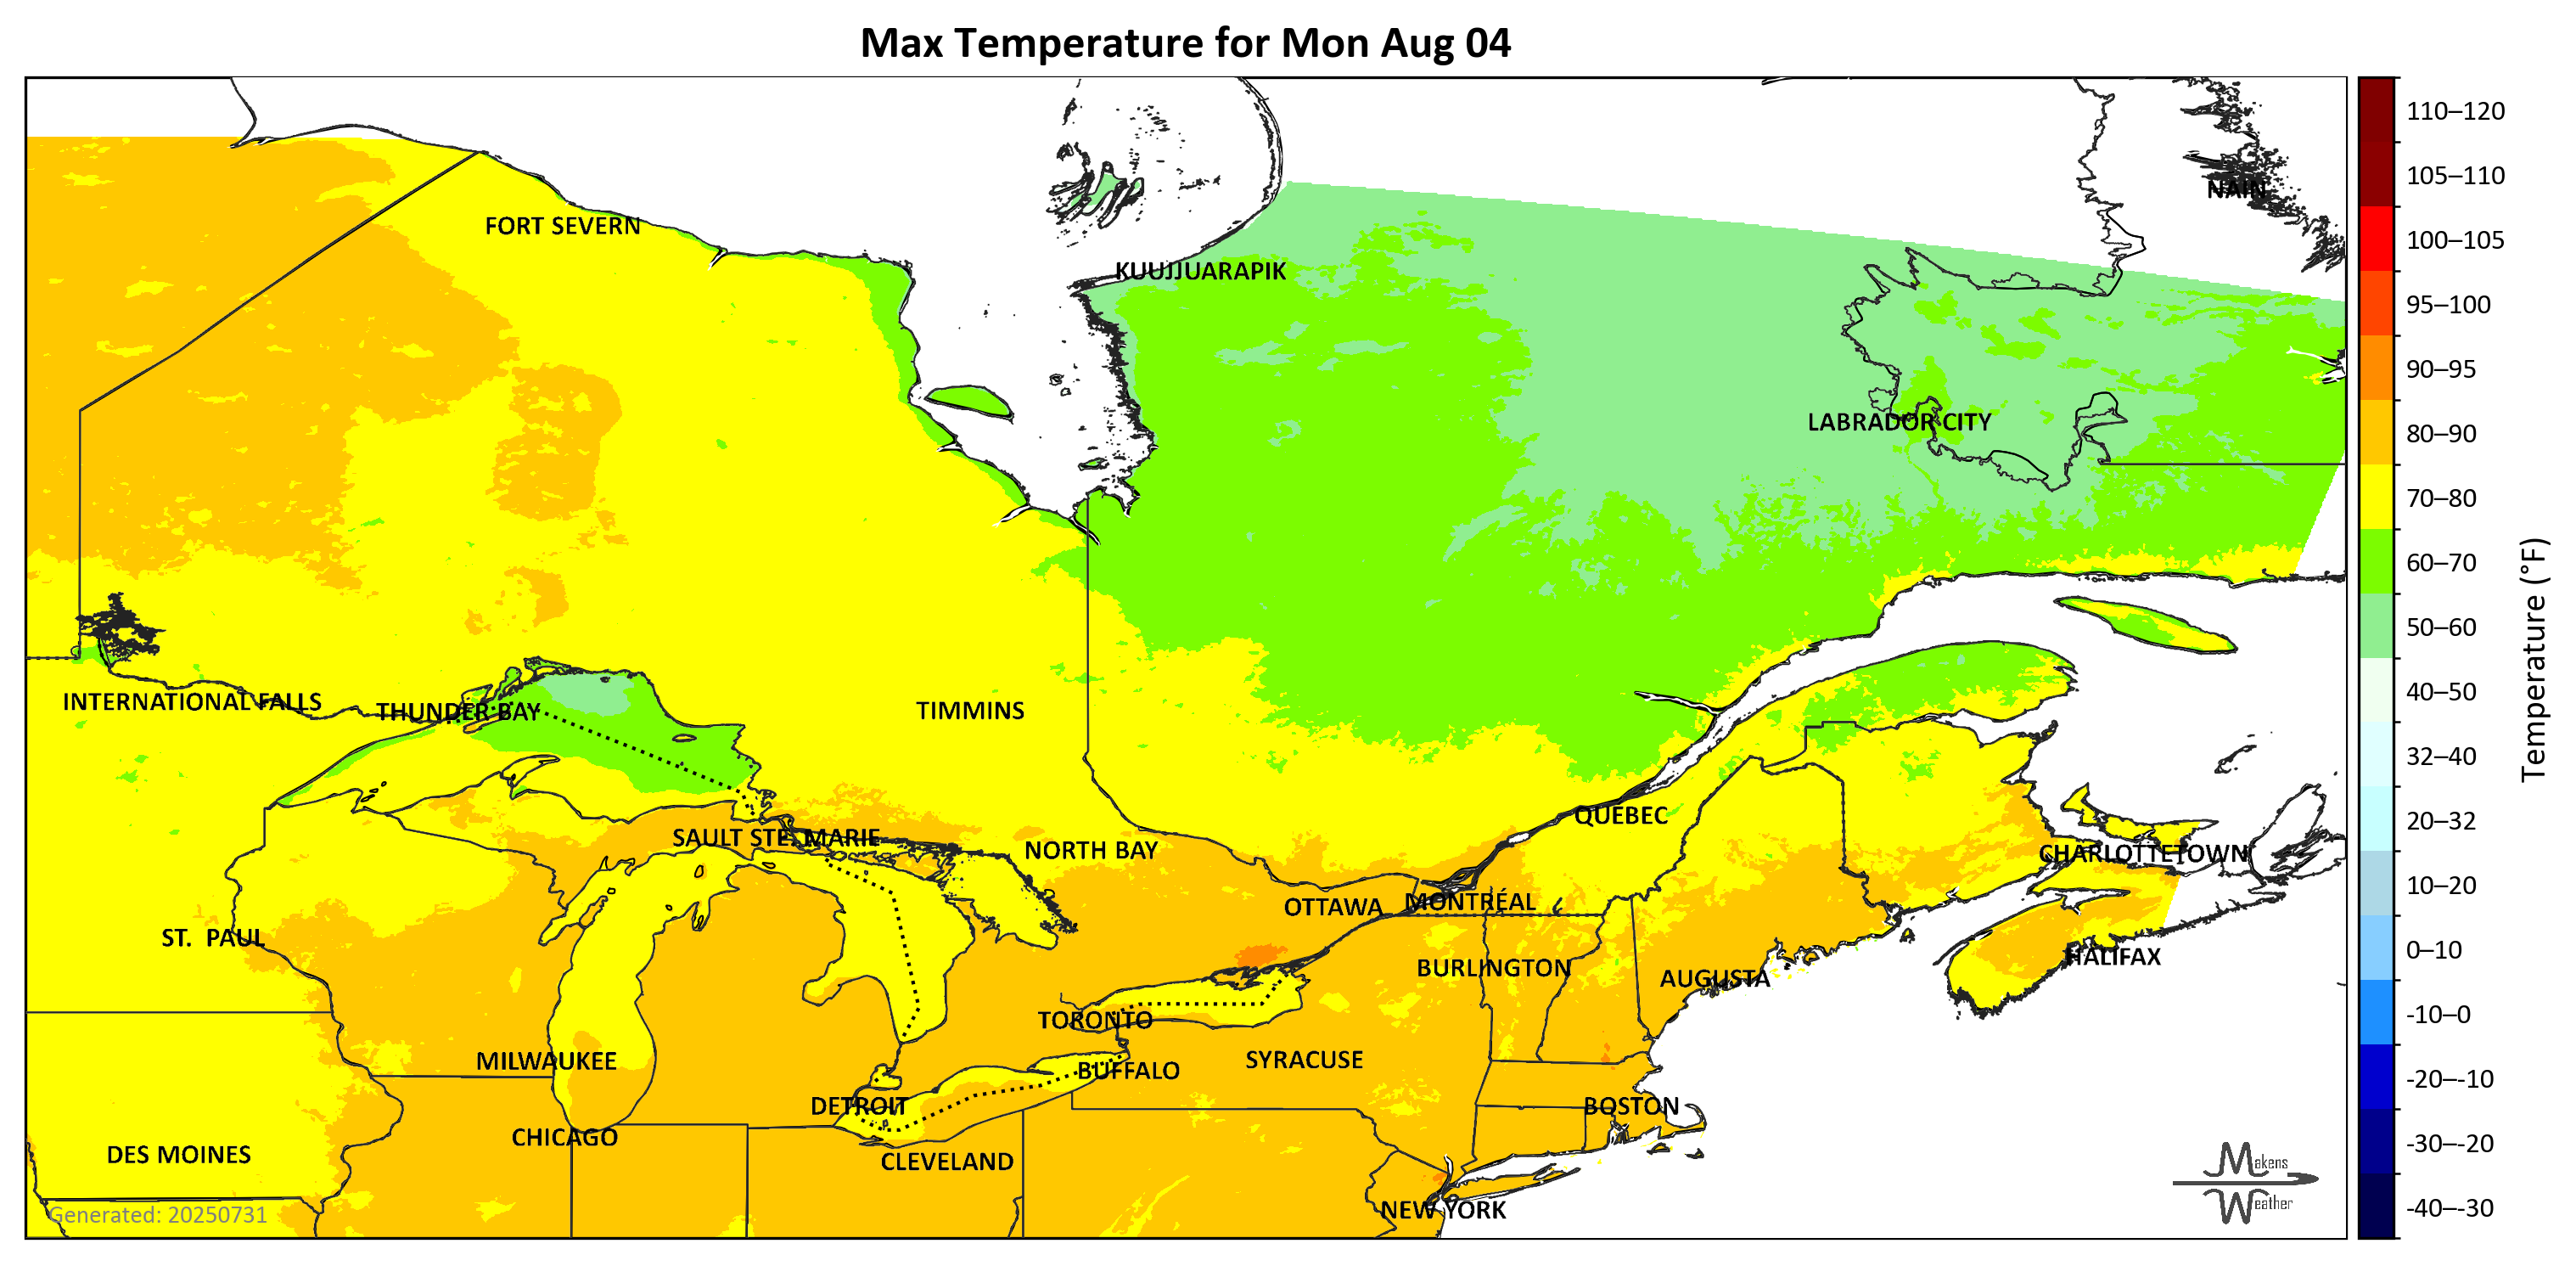 Max Temperature for Mon Aug 04
110–120
NAIN
105–110
FORT SEVERN
100–105
KUUJJUARAPIK
95–100
90–95
LABRADOR CITY
80–90
70–80
60–70
50–60
Temperature (°F)
INTERNATIONAL FALLS
THUNDER BAY
TIMMINS
40–50
32–40
QUEBEC
20–32
SAULT STE. MARIE
NORTH BAY
CHARLOTTETOWN
10–20
OTTAWA
MONTRÉAL
ST. PAUL
0–10
HALIFAX
BURLINGTON
AUGUSTA
-10–0
TORONTO
MILWAUKEE
SYRACUSE
BUFFALO
-20–-10
DETROIT
BOSTON
CHICAGO
-30–-20
DES MOINES
CLEVELAND
Makens
Weather
-40–-30
NEW YORK
Generated: 20250731